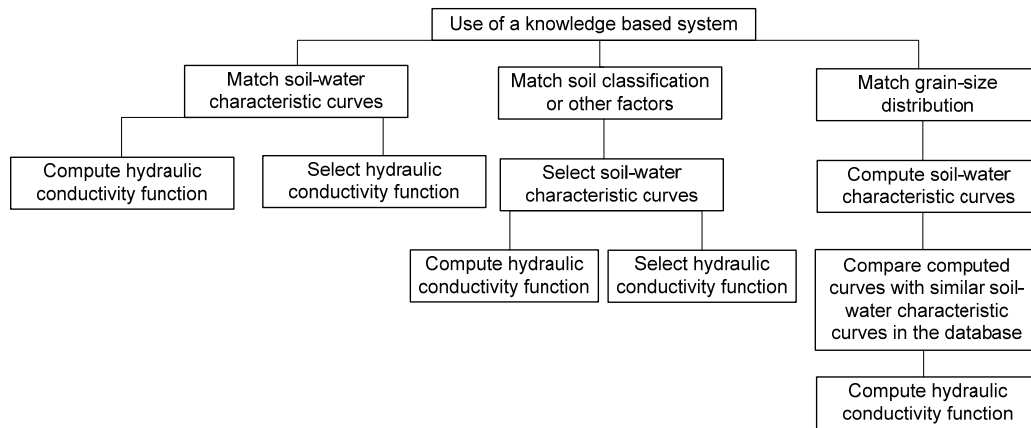 Use of a knowledge based system
Match soil-water
characteristic curves
Match soil classification
or other factors
Match grain-size
distribution
Compute hydraulic
conductivity function
Select hydraulic
conductivity function
Select soil-water
characteristic curves
Compute soil-water
characteristic curves
Compute hydraulic
conductivity function
Select hydraulic
conductivity function
Compare computed
curves with similar soil-
water characteristic
curves in the database
Compute hydraulic
conductivity function